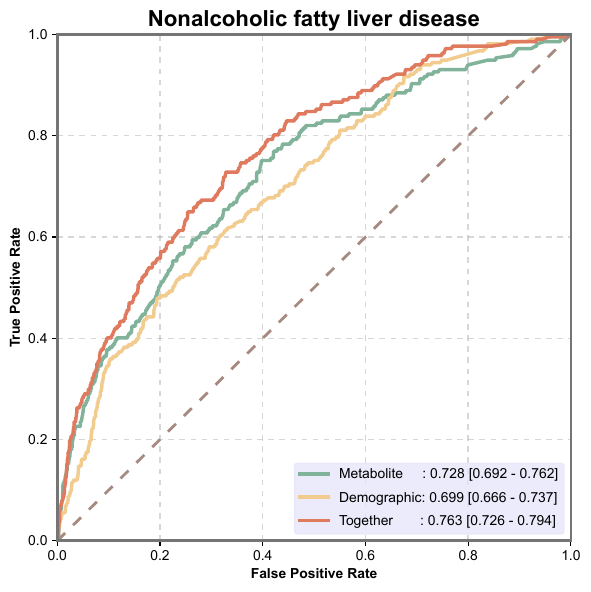 Nonalcoholic fatty liver disease
1.0
0.8
0.6
0.4
0.2
0.0
True Positive Rate
Metabolite : 0.728 [0.692 - 0.762]
Demographic: 0.699 [0.666 - 0.737]
Together : 0.763 [0.726 - 0.794]
0.0 0.2 0.4 0.6 0.8 1.0
False Positive Rate